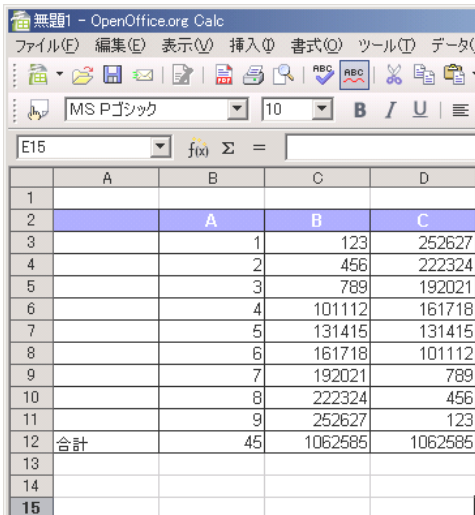 無題1 - OpenOffice.org Calc
ファイル(F) 編集(E) 表示(V) 挿入(I) 書式(O) ツール(T) データ(
ABC ABC
MS Pゴシック 10 B I U
E15 f(x) Σ =
A B C D
1
2 A B C
3 1 123 252627
4 2 456 222324
5 3 789 192021
6 4 101112 161718
7 5 131415 131415
8 6 161718 101112
9 7 192021 789
10 8 222324 456
11 9 252627 123
12 合計 45 1062585 1062585
13
14
15